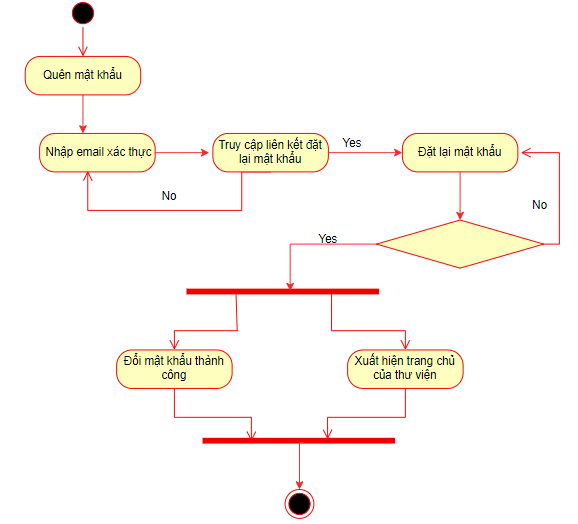 Quên mật khẩu
Nhập email xác thực
Truy cập liên kết đặt
lại mật khẩu
Yes
Đặt lại mật khẩu
No
No
Yes
Đổi mật khẩu thành
công
Xuất hiện trang chủ
của thư viện